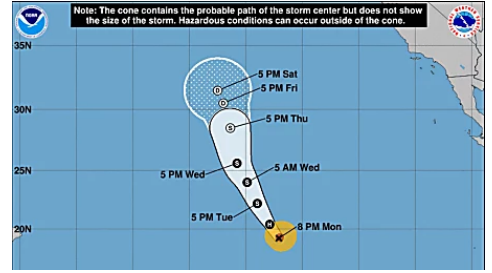 Note: The cone contains the probable path of the storm center but does not show
the size of the storm. Hazardous conditions can occur outside of the cone.
NOAA
35N
D 5 PM Sat
30N
D 5 PM Fri
S 5 PM Thu
25N
5 PM Wed S
S 5 AM Wed
5 PM Tue S
20N
H 8 PM Mon